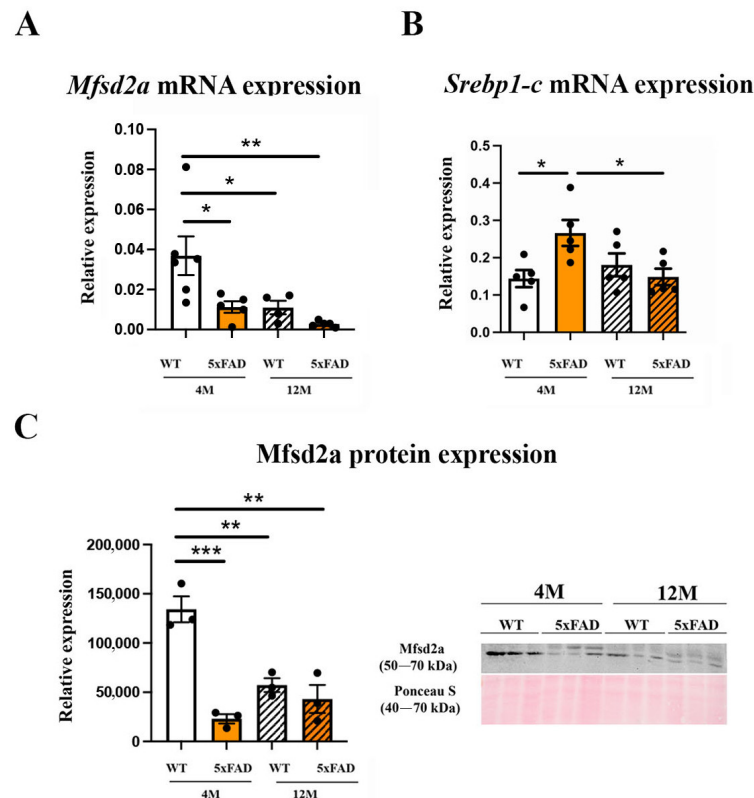 A
B
Mfsd2a mRNA expression
Srebp1-c mRNA expression
Relative expression
0.10
0.08
0.06
0.04
0.02
0.00
**
*
*
WT 5xFAD WT 5xFAD
4M 12M
Relative expression
0.5
0.4
0.3
0.2
0.1
0.0
* *
WT 5xFAD WT 5xFAD
4M 12M
C
Mfsd2a protein expression
Relative expression
200,000
150,000
100,000
50,000
0
**
**
***
WT 5xFAD WT 5xFAD
4M 12M
4M 12M
WT 5xFAD WT 5xFAD
Mfsd2a
(50—70 kDa)
Ponceau S
(40—70 kDa)